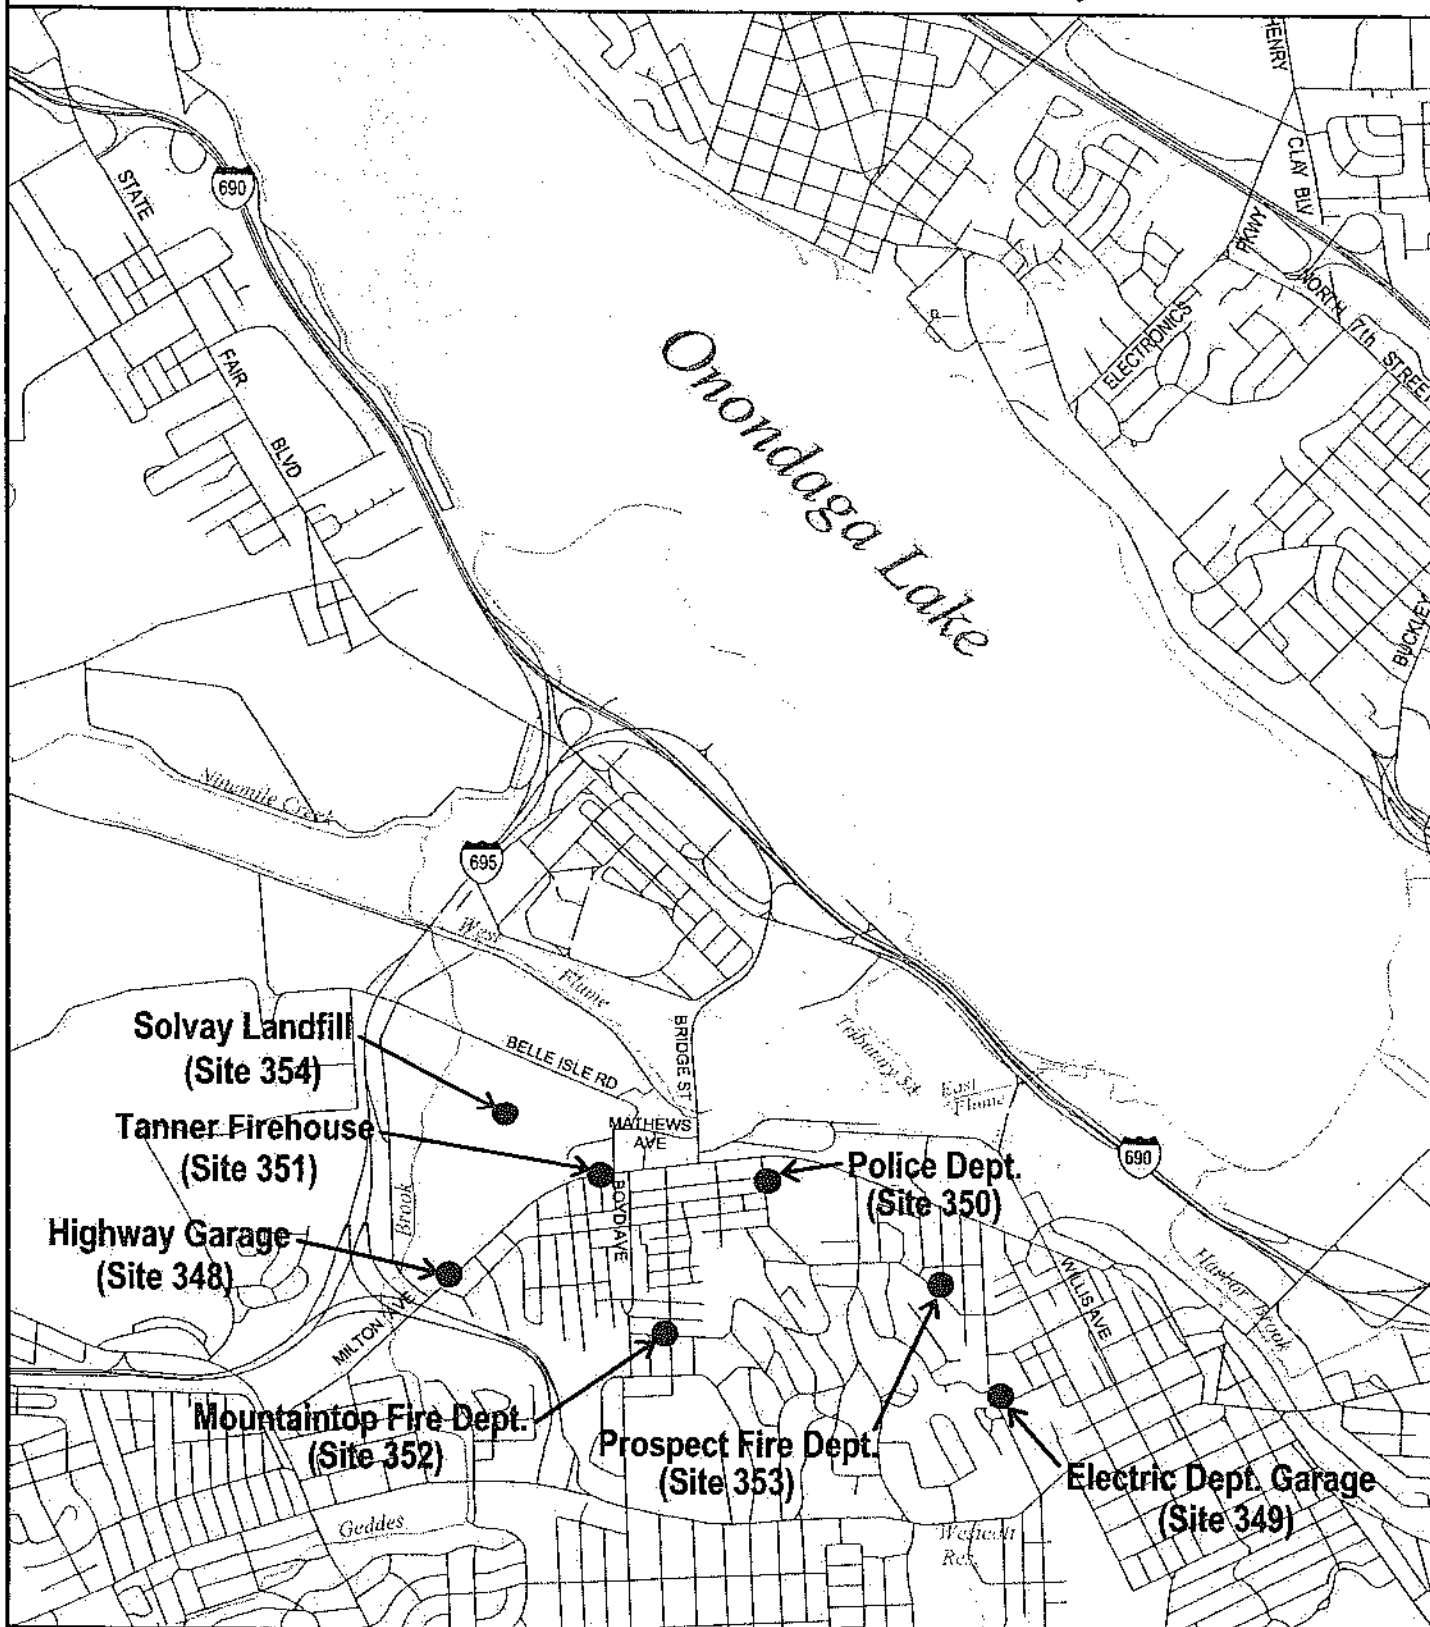 HENRY
CLAY BLV
690
STATE
PKWY
NORTH 7th STREET
ELECTRONICS
FAIR
BLVD
Onondaga Lake
BUCKLEY
Ninemile Creek
695
West
Flume
Solvay Landfill
(Site 354)
BELLE ISLE RD
BRIDGE ST
Tributary 5A
East
Flume
Tanner Firehouse
(Site 351)
MATHEWS
AVE
690
Police Dept.
(Site 350)
BOYD AVE
Brook
Highway Garage
(Site 348)
WILLIS AVE
Harbor Brook
MILTON AVE
Mountaintop Fire Dept.
(Site 352)
Prospect Fire Dept.
(Site 353)
Electric Dept. Garage
(Site 349)
Geddes
Westcott
Res.